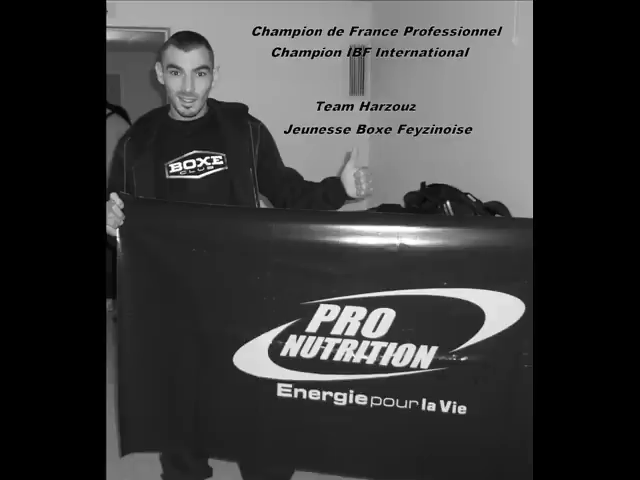 Champion de France Professionnel
Champion IBF International
Team Harzouz
Jeunesse Boxe Feyzinoise
BOXE
CLUB
PRO
NUTRITION
Energie pour la Vie